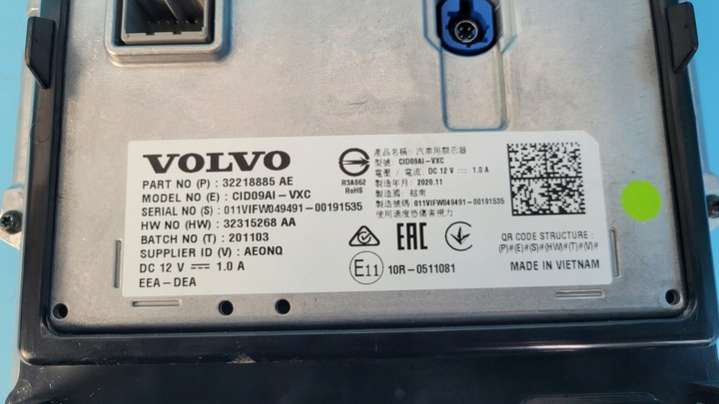 VOLVO
PART NO (P) : 32218885 AE
MODEL NO (E) : CID09AI-VXC
SERIAL NO (S) : 011VIFW049491-00191535
HW NO (HW) : 32315268 AA
BATCH NO (T) : 201103
SUPPLIER ID (V) : AEONQ
DC 12 V ⎓ 1.0 A
EEA-DEA
R3A862
RoHS
產品名稱: 汽車用顯示器
型號: CID09AI-VXC
電壓 / 電流: DC 12 V ⎓ 1.0 A
製造年月: 2020.11
製造國: 越南
製造號碼: 011VIFW049491-00191535
使用過度恐傷害視力
EAC
E11
10R-0511081
QR CODE STRUCTURE :
(P)#(E)#(S)#(HW)#(T)#(V)#
MADE IN VIETNAM